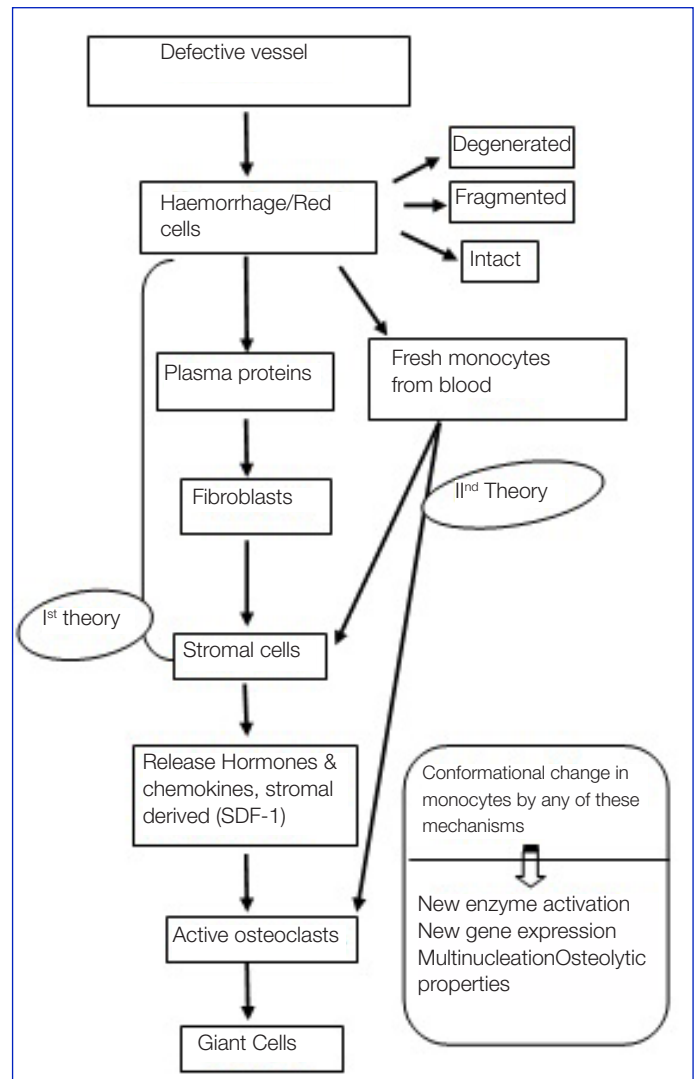 Defective vessel
Degenerated
Haemorrhage/Red
cells
Fragmented
Intact
Plasma proteins
Fresh monocytes
from blood
Fibroblasts
IInd Theory
Ist theory
Stromal cells
Release Hormones &
chemokines, stromal
derived (SDF-1)
Conformational change in
monocytes by any of these
mechanisms
New enzyme activation
New gene expression
MultinucleationOsteolytic
properties
Active osteoclasts
Giant Cells